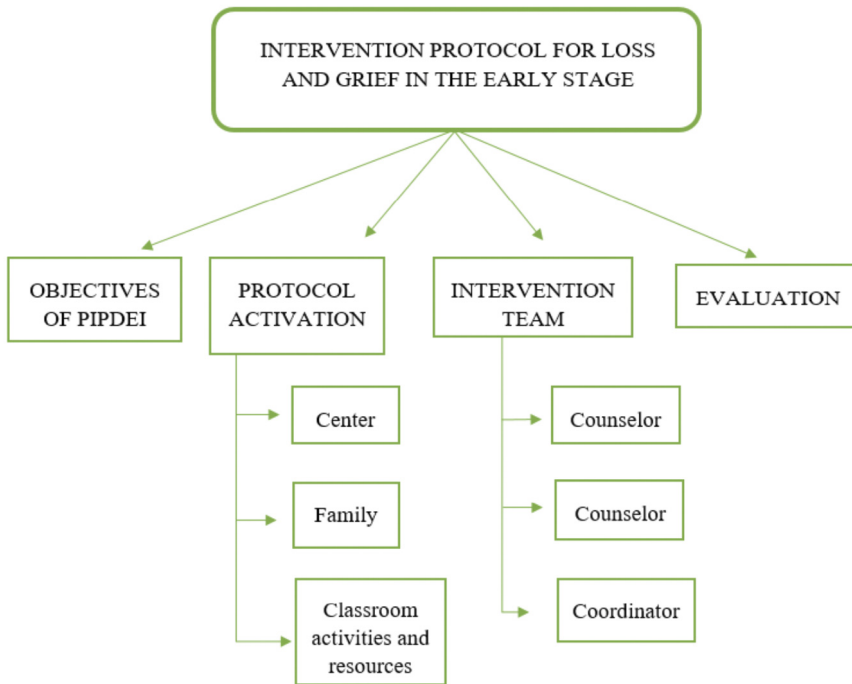 INTERVENTION PROTOCOL FOR LOSS
AND GRIEF IN THE EARLY STAGE
OBJECTIVES
OF PIPDEI
PROTOCOL
ACTIVATION
INTERVENTION
TEAM
EVALUATION
Center
Family
Classroom
activities and
resources
Counselor
Counselor
Coordinator